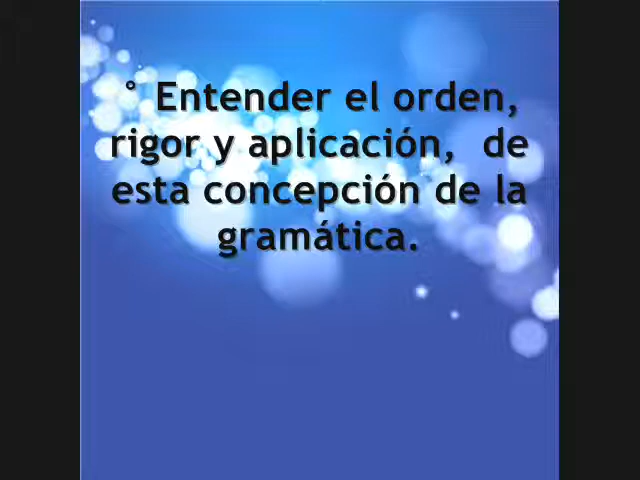 ° Entender el orden,
rigor y aplicación,  de
esta concepción de la
gramática.